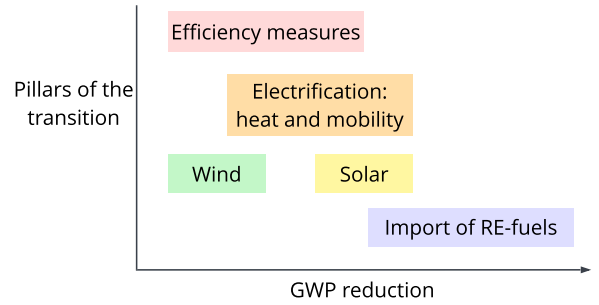 Efficiency measures
Pillars of the
transition
Electrification:
heat and mobility
Wind
Solar
Import of RE-fuels
GWP reduction